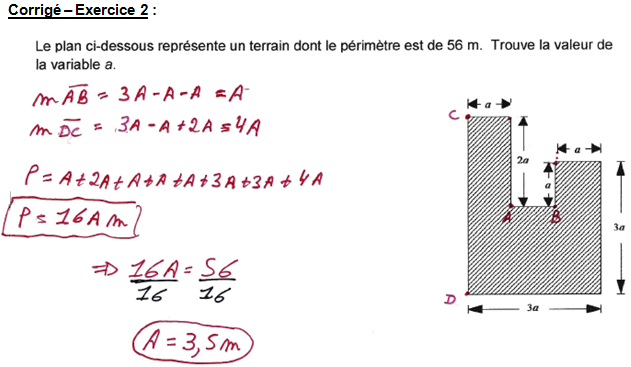 Corrigé – Exercice 2 :
Le plan ci-dessous représente un terrain dont le périmètre est de 56 m. Trouve la valeur de
la variable a.
m AB = 3A - A - A = A
m DC = 3A - A + 2A = 4A
P = A + 2A + A + A + A + 3A + 3A + 4A
P = 16A m
⇒ 16A = 56
16 16
A = 3,5 m
a
C
2a
a
a
A B
3a
D
3a